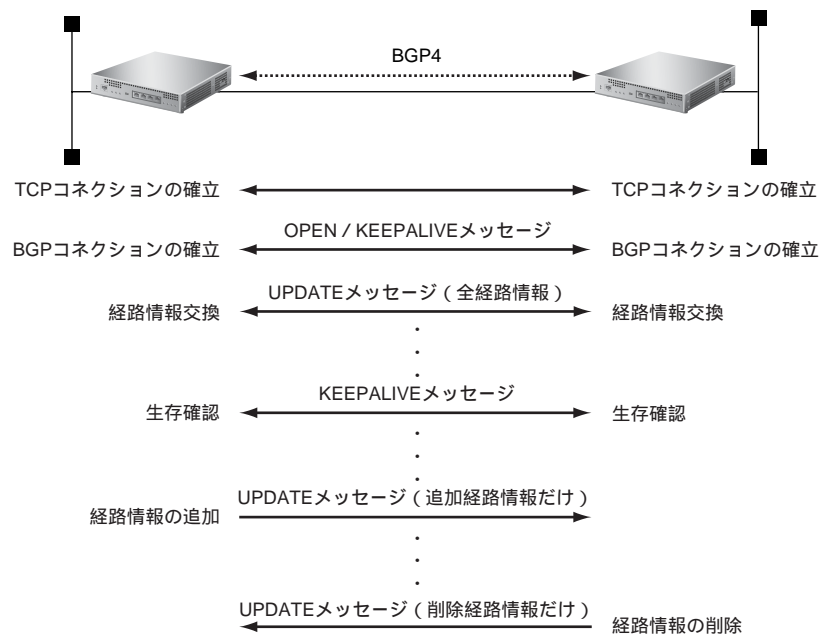 BGP4
TCPコネクションの確立
TCPコネクションの確立
OPEN / KEEPALIVEメッセージ
BGPコネクションの確立
BGPコネクションの確立
UPDATEメッセージ ( 全経路情報 )
経路情報交換
経路情報交換
KEEPALIVEメッセージ
生存確認
生存確認
UPDATEメッセージ ( 追加経路情報だけ )
経路情報の追加
UPDATEメッセージ ( 削除経路情報だけ )
経路情報の削除